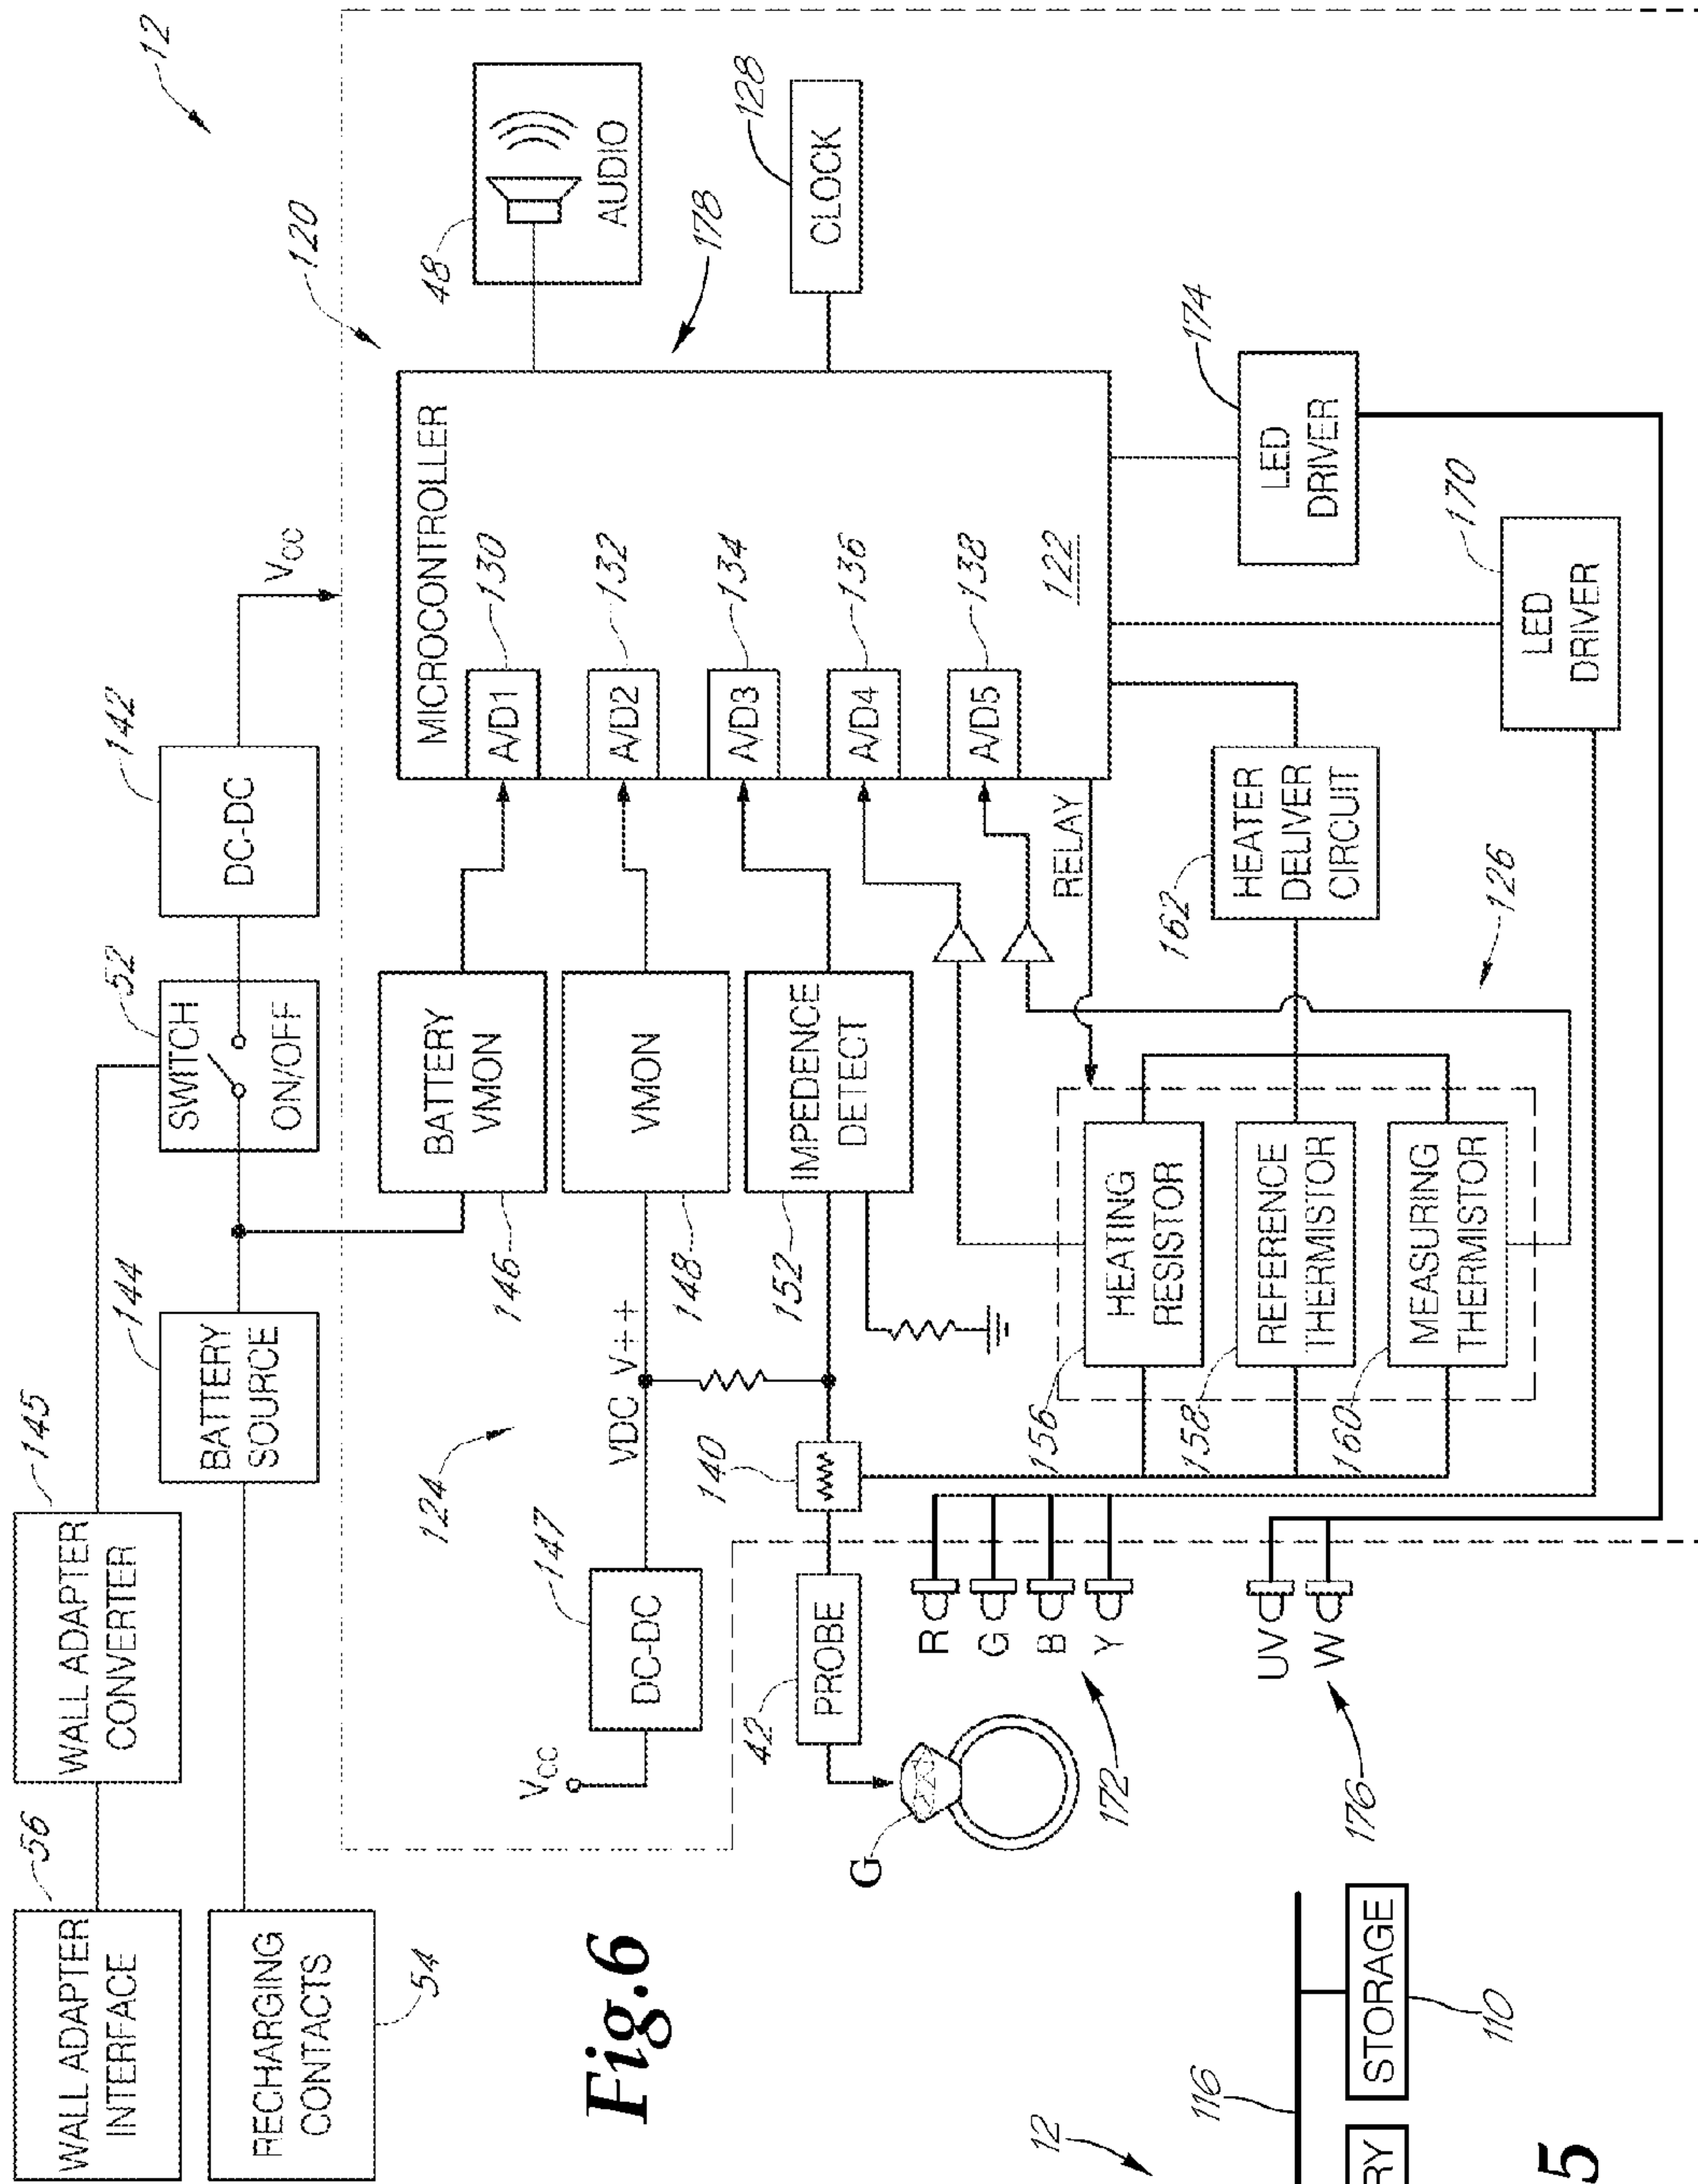 WALL ADAPTER
INTERFACE
56
WALL ADAPTER
CONVERTER
145
RECHARGING
CONTACTS
54
BATTERY
SOURCE
144
SWITCH
ON/OFF
52
DC-DC
142
VCC
12
120
124
BATTERY
VMON
146
VMON
148
IMPEDENCE
DETECT
152
VCC
DC-DC
147
VDC V++
140
PROBE
42
G
MICROCONTROLLER
A/D1
130
A/D2
132
A/D3
134
A/D4
136
A/D5
138
122
AUDIO
48
178
CLOCK
128
RELAY
HEATER
DELIVER
CIRCUIT
162
126
HEATING
RESISTOR
156
REFERENCE
THERMISTOR
158
MEASURING
THERMISTOR
160
LED
DRIVER
174
LED
DRIVER
170
R
G
B
Y
172
UV
W
176
Fig.6
12
116
STORAGE
110
RY
5